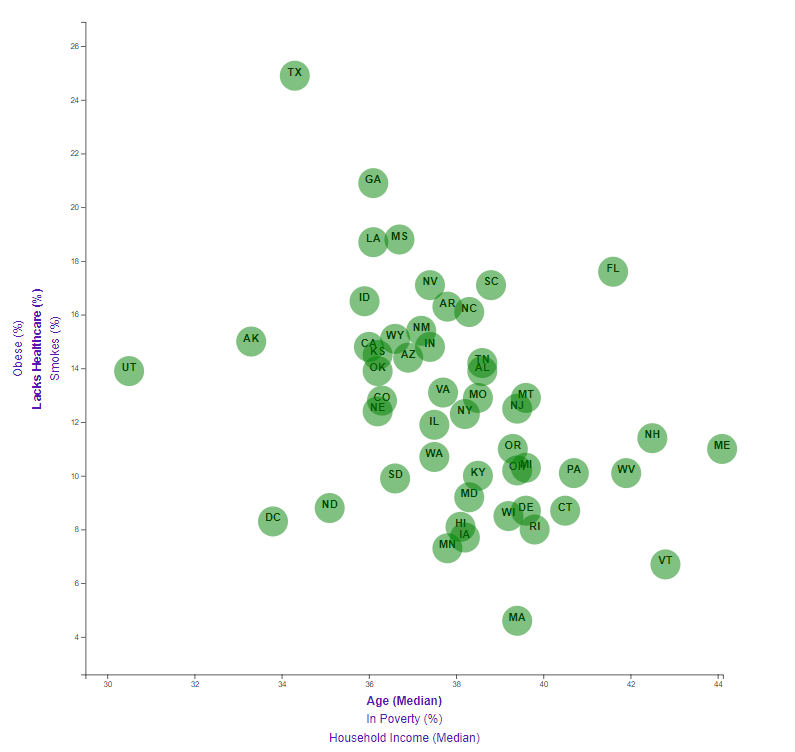 26
TX
24
22
GA
20
LA MS
18
FL
NV SC
ID
AR
NC
16
NM
AK
WY
CA IN
KS AZ
TN
14
UT
OK AL
VA
MO MT
CO
NE NY NJ
12
IL
NH
OR ME
WA
OH MI
10
SD KY PA WV
MD
ND
DE CT
WI
DC
8
HI RI
IA
MN
VT
6
MA
4
30 32 34 36 38 40 42 44
Obese (%)
Lacks Healthcare (%)
Smokes (%)
Age (Median)
In Poverty (%)
Household Income (Median)